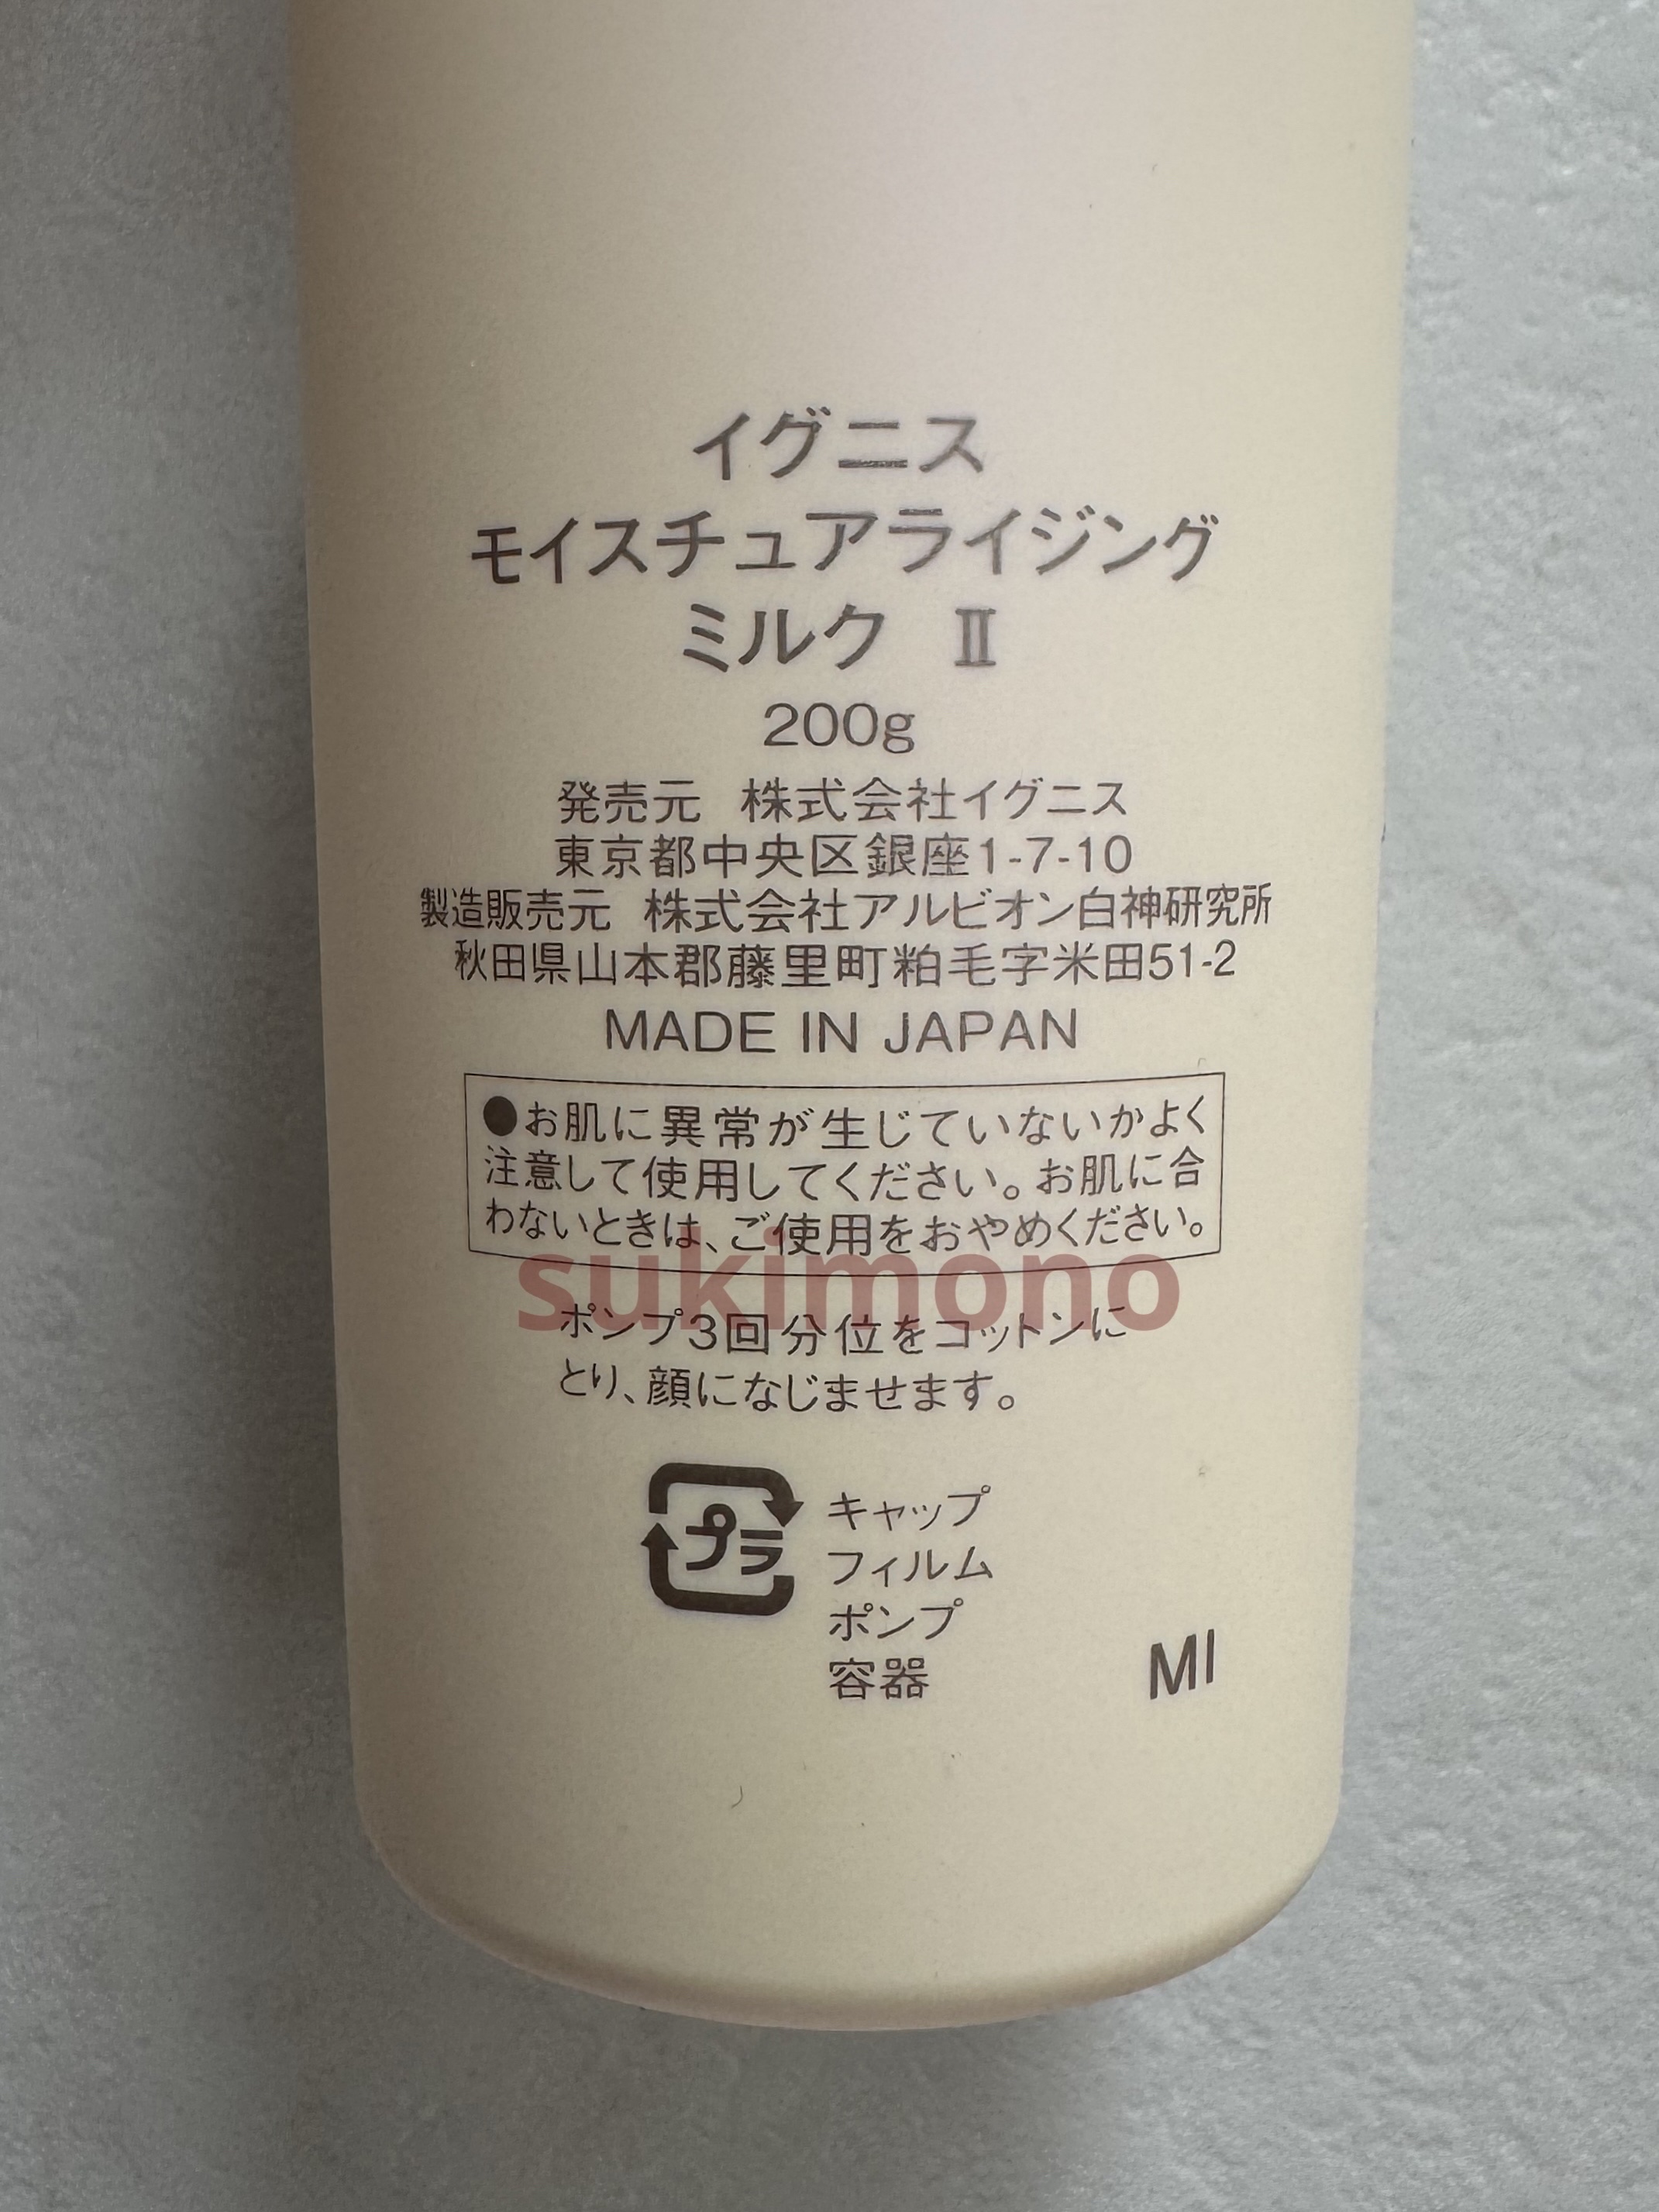 イグニス
モイスチュアライジング
ミルク Ⅱ
200g
発売元 株式会社イグニス
東京都中央区銀座1-7-10
製造販売元 株式会社アルビオン白神研究所
秋田県山本郡藤里町粕毛字米田51-2
MADE IN JAPAN
●お肌に異常が生じていないかよく
注意して使用してください。お肌に合
わないときは、ご使用をおやめください。
sukimono
ポンプ3回分位をコットンに
とり、顔になじませます。
プラ
キャップ
フィルム
ポンプ
容器
MI